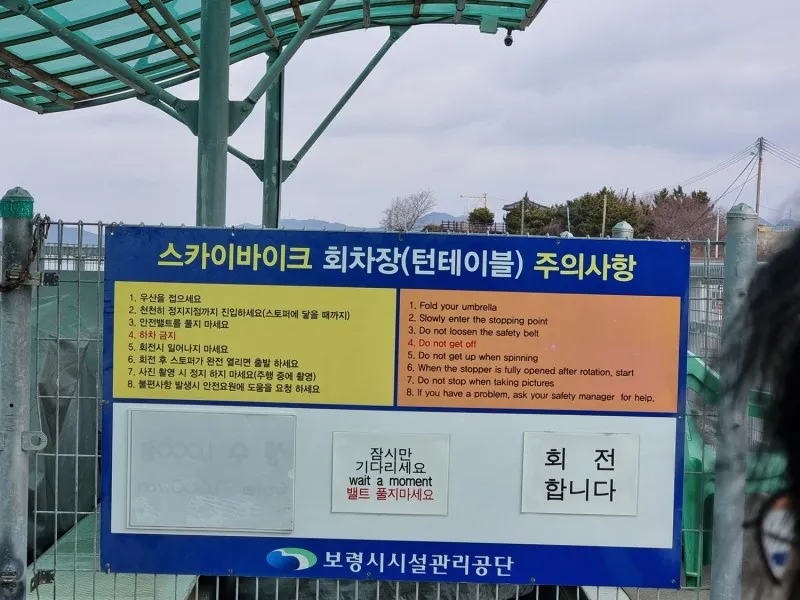 스카이바이크 회차장(턴테이블) 주의사항
1. 우산을 접으세요
2. 천천히 정지지점까지 진입하세요(스토퍼에 닿을 때까지)
3. 안전밸트를 풀지 마세요
4. 하차 금지
5. 회전시 일어나지 마세요
6. 회전 후 스토퍼가 완전 열리면 출발 하세요
7. 사진 촬영 시 정지 하지 마세요(주행 중에 촬영)
8. 불편사항 발생시 안전요원에 도움을 요청 하세요
1. Fold your umbrella
2. Slowly enter the stopping point
3. Do not loosen the safety belt
4. Do not get off
5. Do not get up when spinning
6. When the stopper is fully opened after rotation, start
7. Do not stop when taking pictures
8. If you have a problem, ask your safety manager for help.
잠시만
기다리세요
wait a moment
밸트 풀지마세요
회 전
합니다
보령시시설관리공단